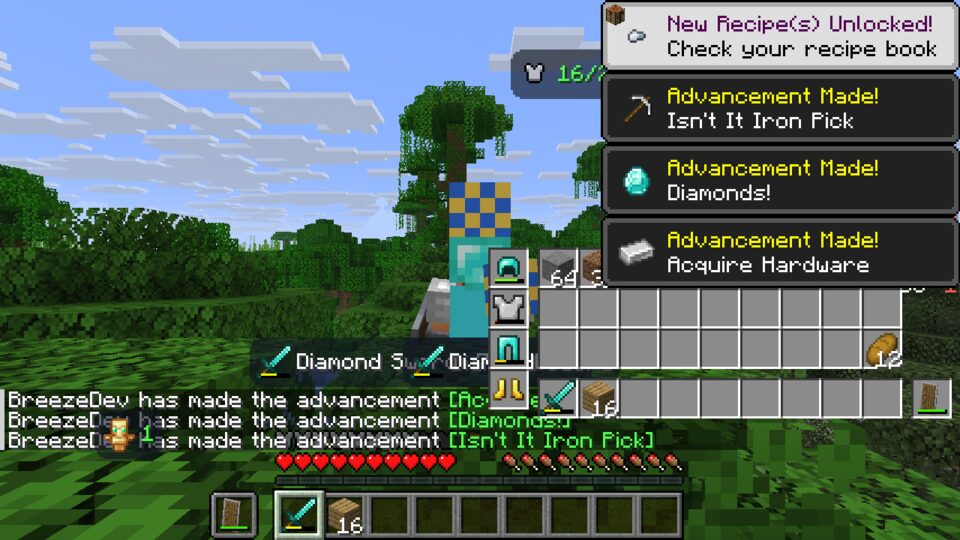 New Recipe(s) Unlocked!
Check your recipe book
16/
Advancement Made!
Isn't It Iron Pick
Advancement Made!
Diamonds!
Advancement Made!
Acquire Hardware
64
12
Diamond
16
BreezeDev has made the advancement
BreezeDev has made the advancement [Diamonds!]
BreezeDev has made the advancement [Isn't It Iron Pick]
1
16